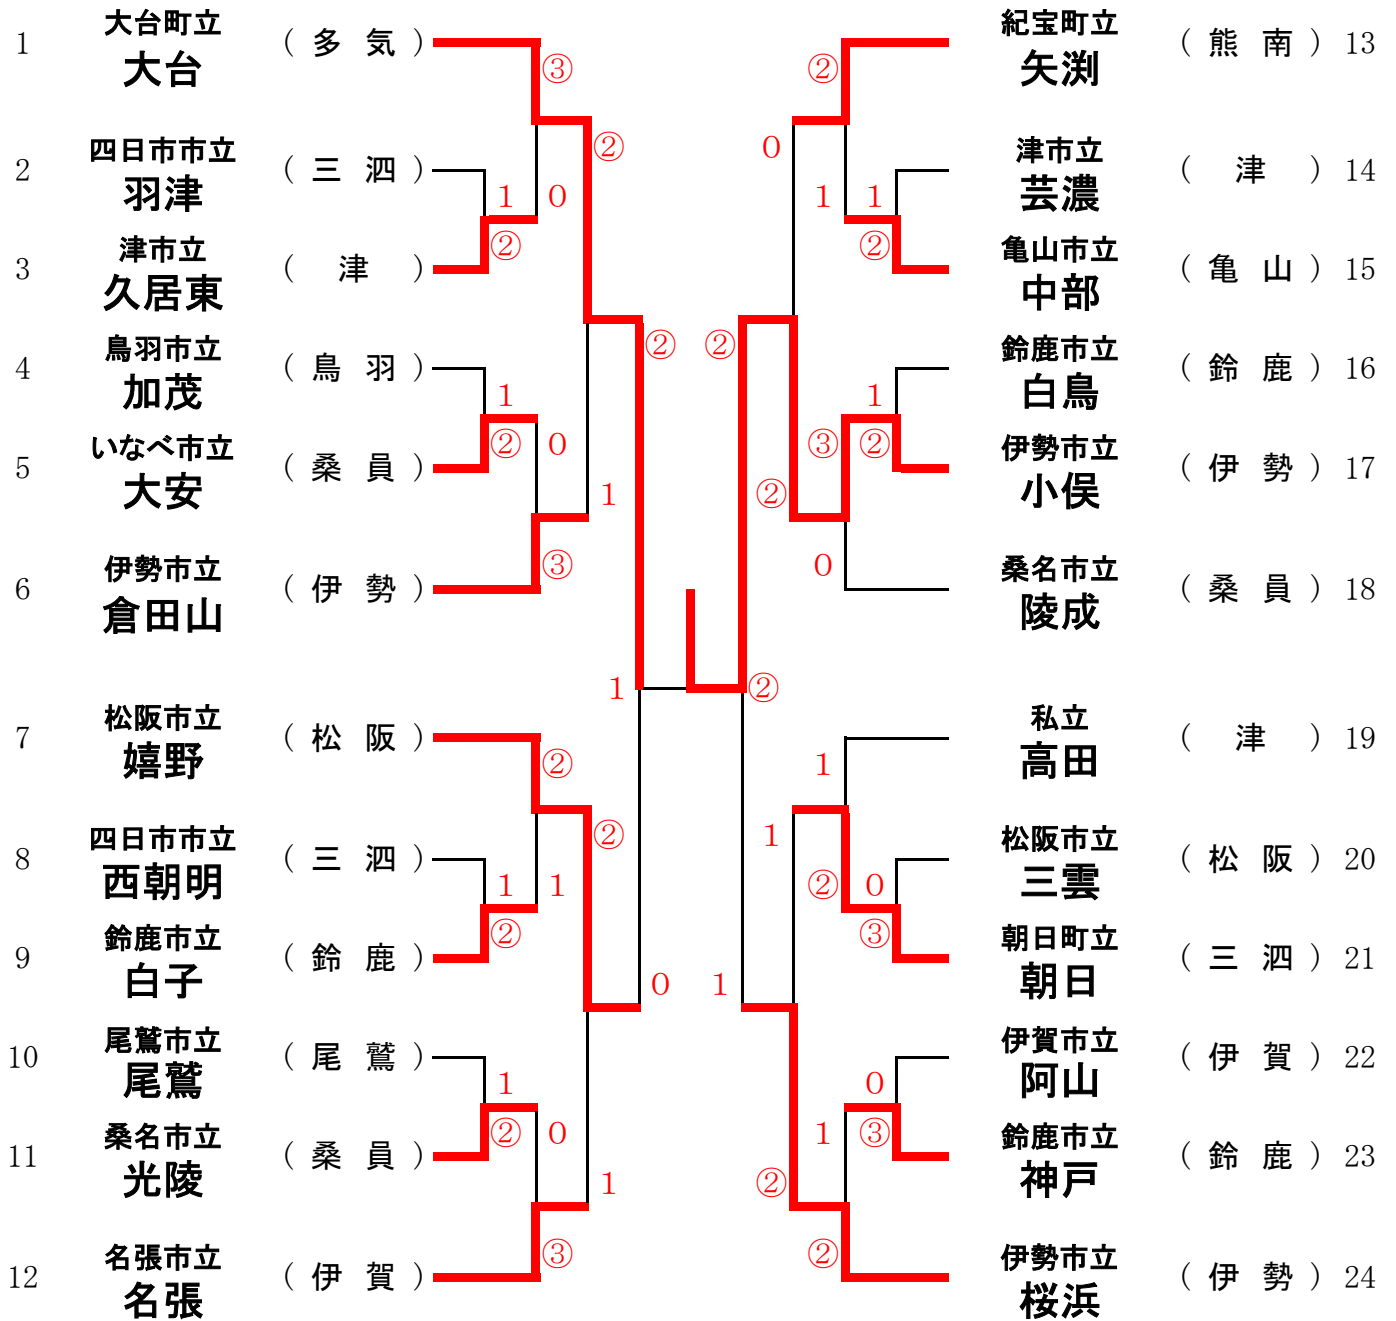 1 大台町立 大台 ( 多 気 )
2 四日市市立 羽津 ( 三 泗 )
3 津市立 久居東 ( 津 )
4 鳥羽市立 加茂 ( 鳥 羽 )
5 いなべ市立 大安 ( 桑 員 )
6 伊勢市立 倉田山 ( 伊 勢 )
7 松阪市立 嬉野 ( 松 阪 )
8 四日市市立 西朝明 ( 三 泗 )
9 鈴鹿市立 白子 ( 鈴 鹿 )
10 尾鷲市立 尾鷲 ( 尾 鷲 )
11 桑名市立 光陵 ( 桑 員 )
12 名張市立 名張 ( 伊 賀 )
③
②
1 0
②
②
1
② 0
1
③
1
②
②
1 1
②
0
1
② 0
1
③
②
0
1 1
②
②
1
③ ②
②
0
②
1
1
② 0
③
1
0
1 ③
②
②
紀宝町立 矢渕 ( 熊 南 ) 13
津市立 芸濃 ( 津 ) 14
亀山市立 中部 ( 亀 山 ) 15
鈴鹿市立 白鳥 ( 鈴 鹿 ) 16
伊勢市立 小俣 ( 伊 勢 ) 17
桑名市立 陵成 ( 桑 員 ) 18
私立 高田 ( 津 ) 19
松阪市立 三雲 ( 松 阪 ) 20
朝日町立 朝日 ( 三 泗 ) 21
伊賀市立 阿山 ( 伊 賀 ) 22
鈴鹿市立 神戸 ( 鈴 鹿 ) 23
伊勢市立 桜浜 ( 伊 勢 ) 24